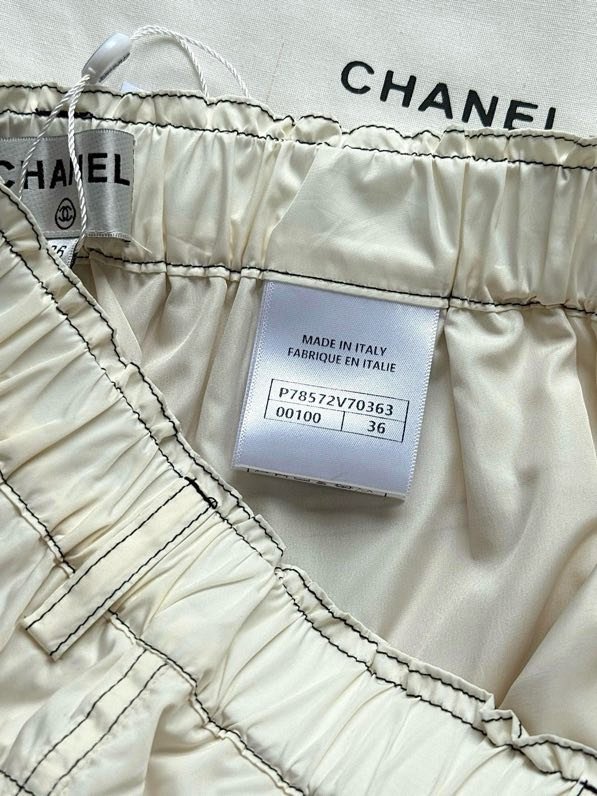 CHANEL
CHANEL
36
MADE IN ITALY
FABRIQUE EN ITALIE
P78572V70363
00100 36